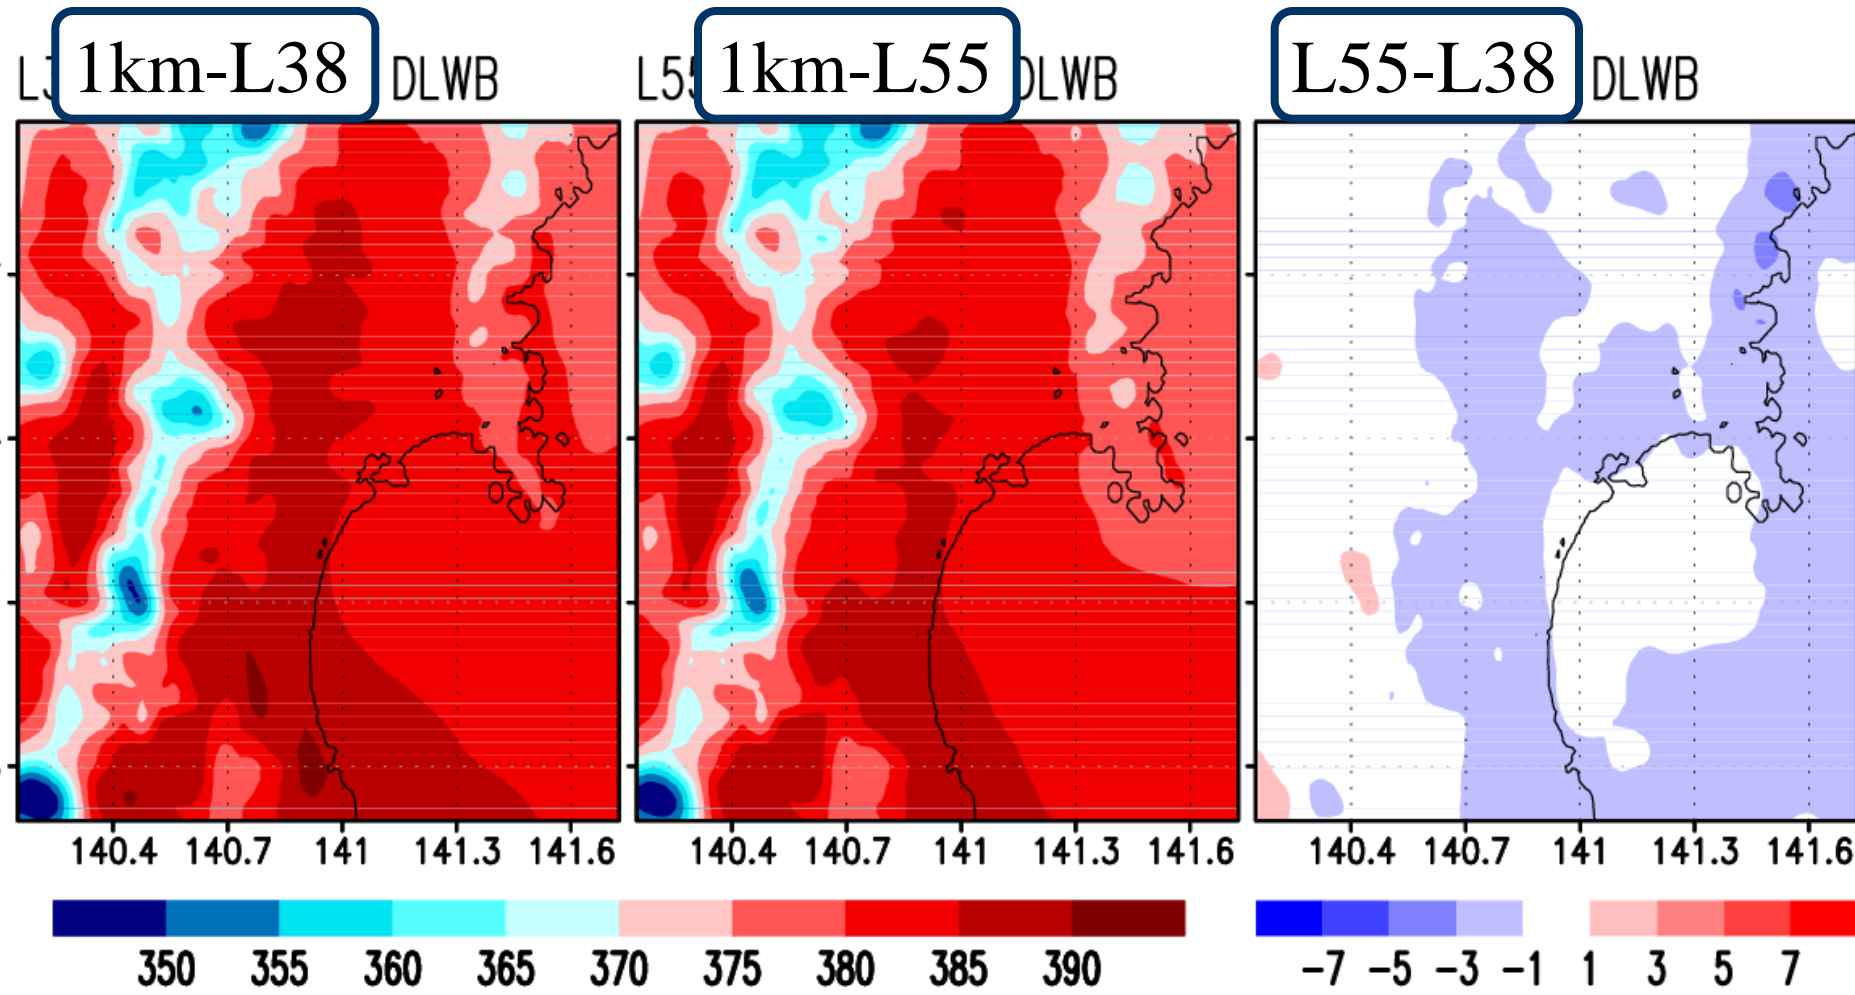 1km-L38 DLWB 1km-L55 DLWB L55-L38 DLWB
140.4 140.7 141 141.3 141.6 140.4 140.7 141 141.3 141.6 140.4 140.7 141 141.3 141.6
350 355 360 365 370 375 380 385 390 -7 -5 -3 -1 1 3 5 7